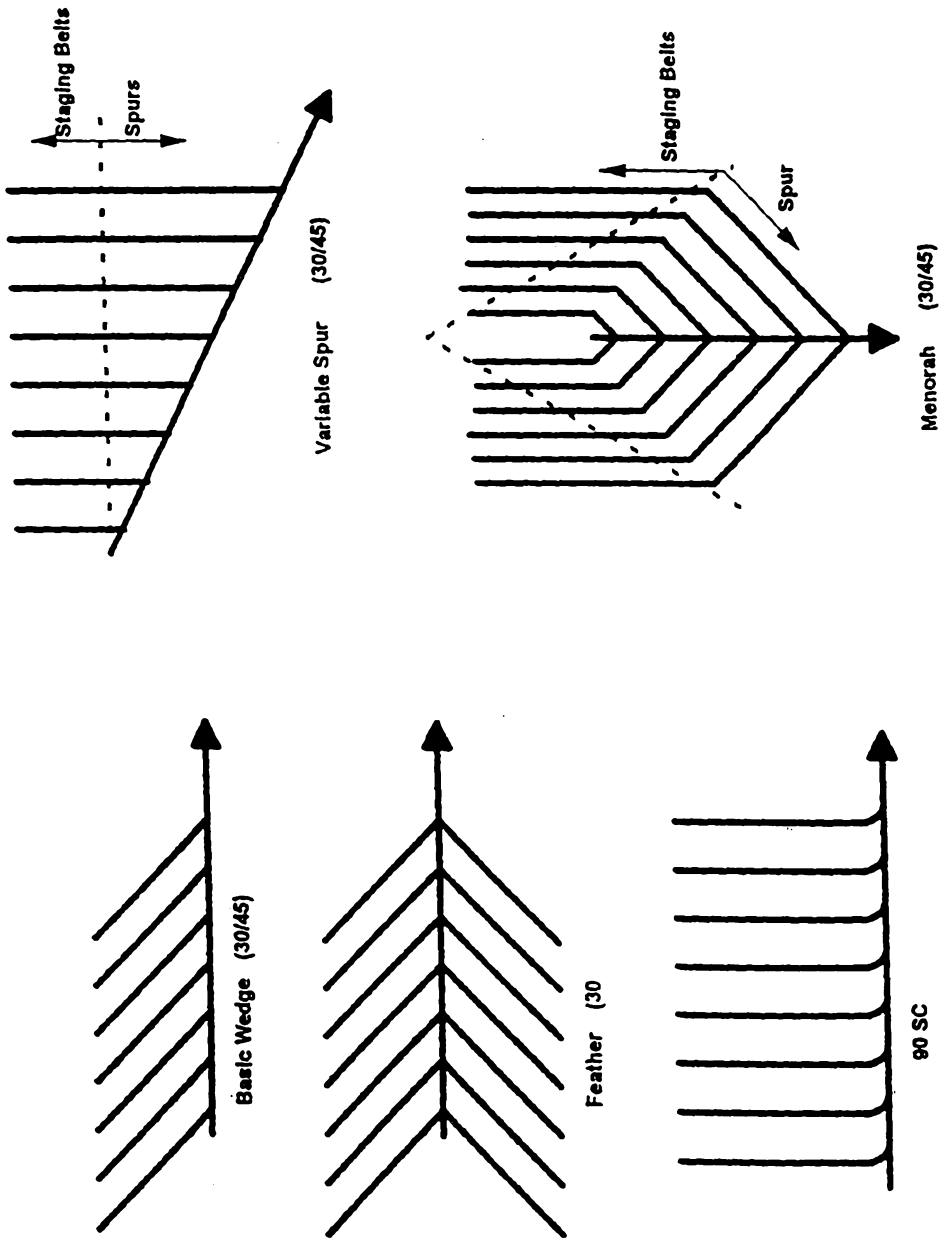 Staging Belts
Spurs
Variable Spur (30/45)
Staging Belts
Spur
Menorah (30/45)
Basic Wedge (30/45)
Feather (30
90 SC